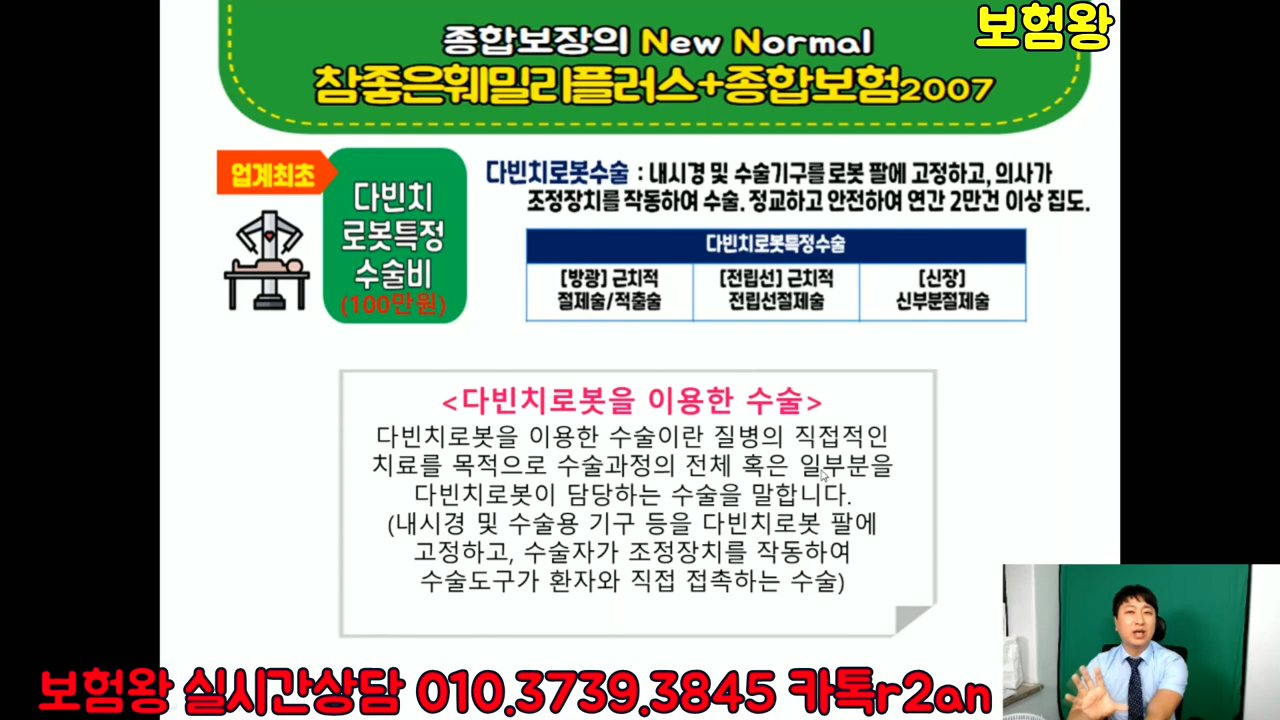 보험왕
종합보장의 New Normal
참좋은훼밀리플러스+종합보험2007
업계최초
다빈치
로봇특정
수술비
(100만원)
다빈치로봇수술 : 내시경 및 수술기구를 로봇 팔에 고정하고, 의사가
조정장치를 작동하여 수술. 정교하고 안전하여 연간 2만건 이상 집도.
다빈치로봇특정수술
[방광] 근치적
절제술/적출술
[전립선] 근치적
전립선절제술
[신장]
신부분절제술
<다빈치로봇을 이용한 수술>
다빈치로봇을 이용한 수술이란 질병의 직접적인
치료를 목적으로 수술과정의 전체 혹은 일부분을
다빈치로봇이 담당하는 수술을 말합니다.
(내시경 및 수술용 기구 등을 다빈치로봇 팔에
고정하고, 수술자가 조정장치를 작동하여
수술도구가 환자와 직접 접촉하는 수술)
보험왕 실시간상담 010.3739.3845 카톡r2an